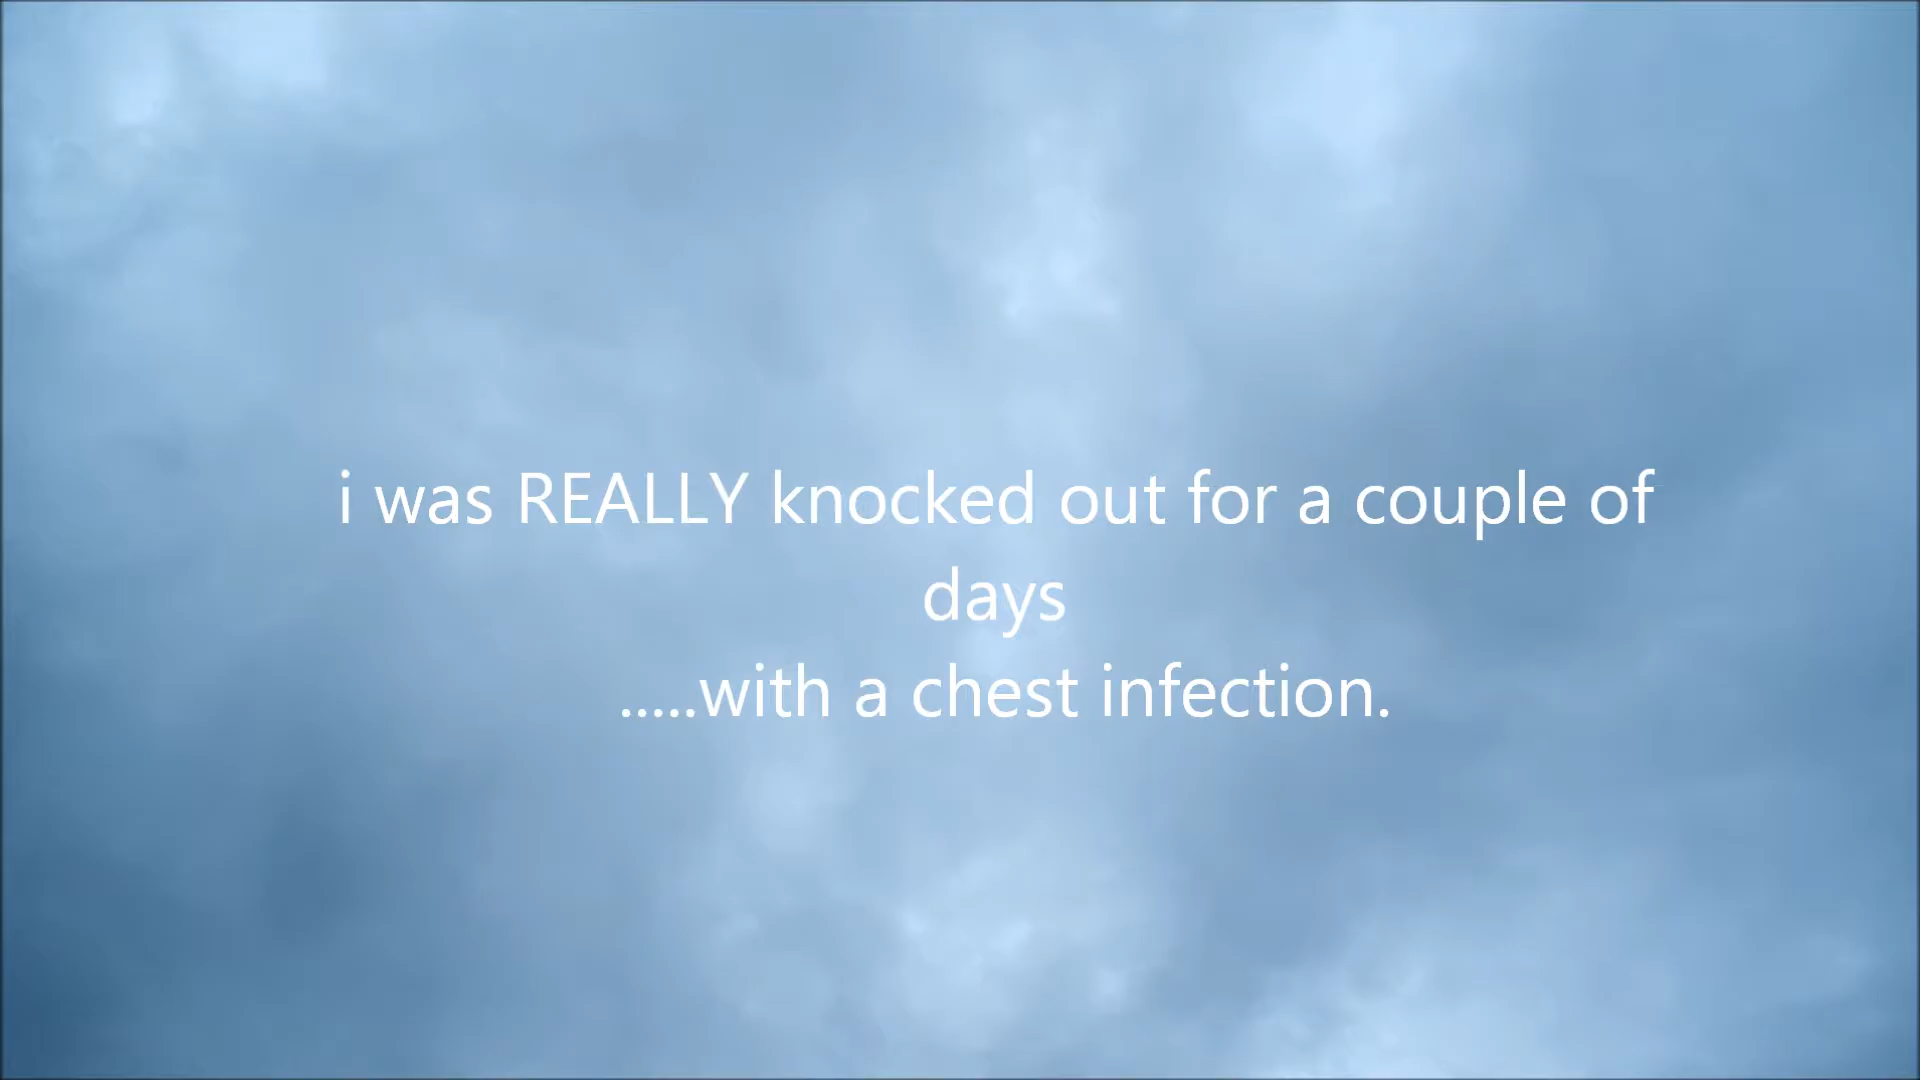 i was REALLY knocked out for a couple of
days
.....with a chest infection.